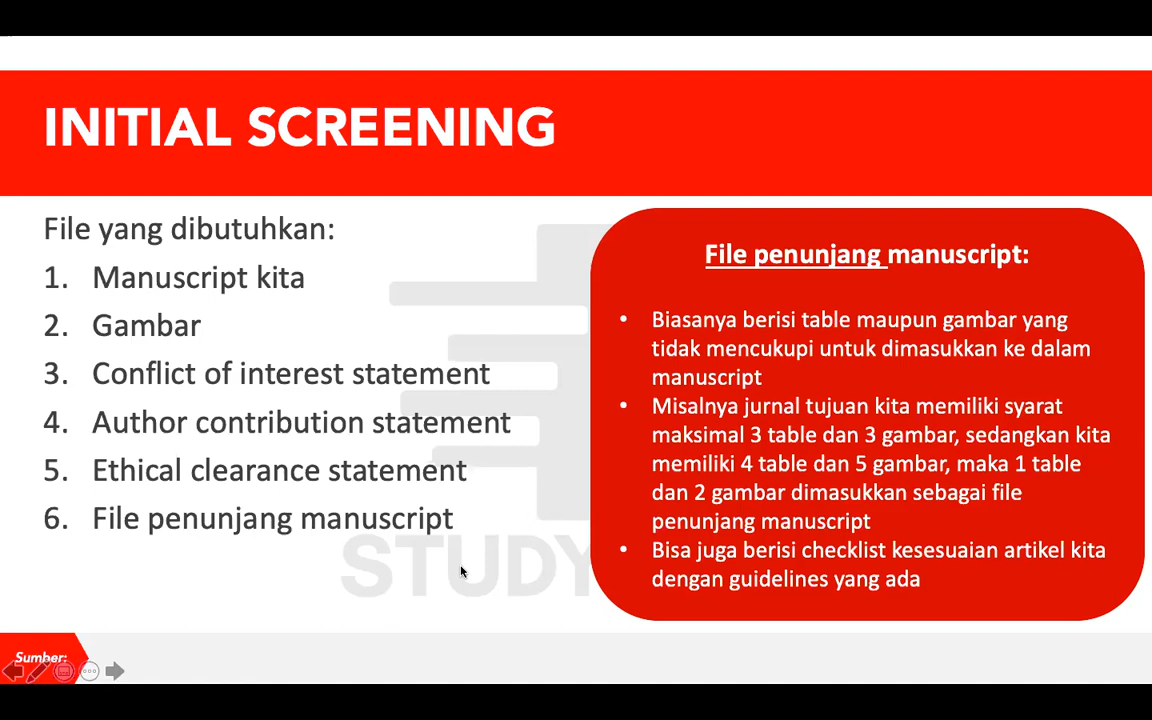 INITIAL SCREENING
File yang dibutuhkan:
1. Manuscript kita
2. Gambar
3. Conflict of interest statement
4. Author contribution statement
5. Ethical clearance statement
6. File penunjang manuscript
File penunjang manuscript:
• Biasanya berisi table maupun gambar yang
tidak mencukupi untuk dimasukkan ke dalam
manuscript
• Misalnya jurnal tujuan kita memiliki syarat
maksimal 3 table dan 3 gambar, sedangkan kita
memiliki 4 table dan 5 gambar, maka 1 table
dan 2 gambar dimasukkan sebagai file
penunjang manuscript
• Bisa juga berisi checklist kesesuaian artikel kita
dengan guidelines yang ada
STUDY
Sumber: